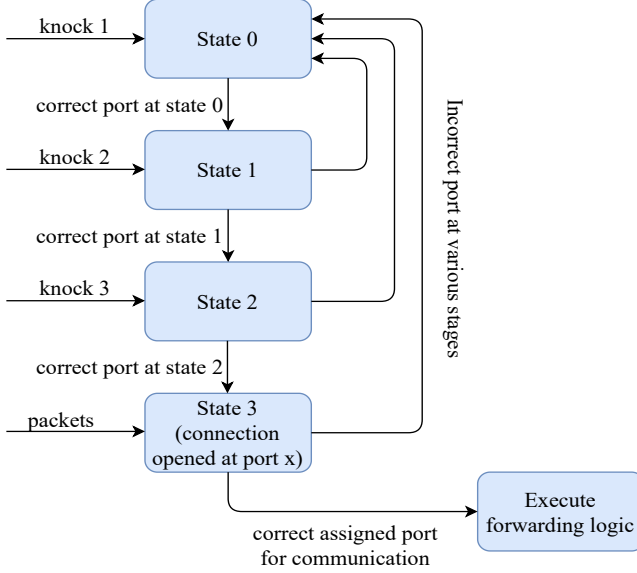 knock 1
State 0
correct port at state 0
knock 2
State 1
correct port at state 1
knock 3
State 2
correct port at state 2
packets
State 3
(connection
opened at port x)
Incorrect port at various stages
Execute
forwarding logic
correct assigned port
for communication